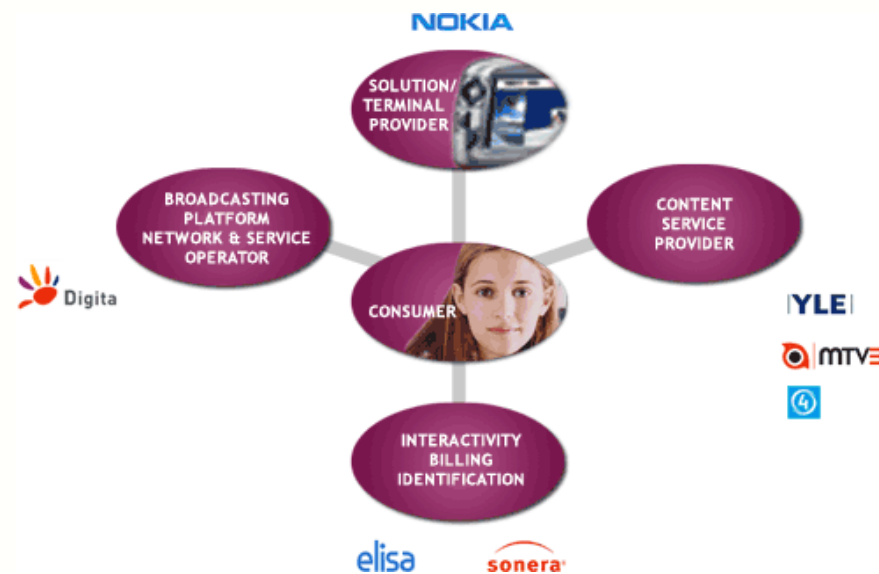 NOKIA
SOLUTION/
TERMINAL
PROVIDER
BROADCASTING
PLATFORM
NETWORK & SERVICE
OPERATOR
CONTENT
SERVICE
PROVIDER
Digita
CONSUMER
YLE
MTV3
4
INTERACTIVITY
BILLING
IDENTIFICATION
elisa
sonera